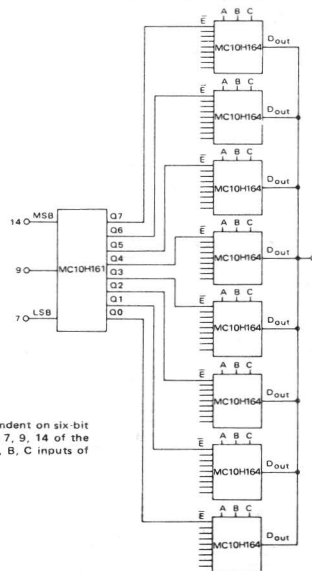 A B C
E
MC10H164
Dout
A B C
E
MC10H164
Dout
A B C
E
MC10H164
Dout
A B C
E
MC10H164
Dout
A B C
E
MC10H164
Dout
A B C
E
MC10H164
Dout
A B C
E
MC10H164
Dout
A B C
E
MC10H164
Dout
14 MSB
9
7 LSB
MC10H161
Q7
Q6
Q5
Q4
Q3
Q2
Q1
Q0
ndent on six-bit
7, 9, 14 of the
, B, C inputs of